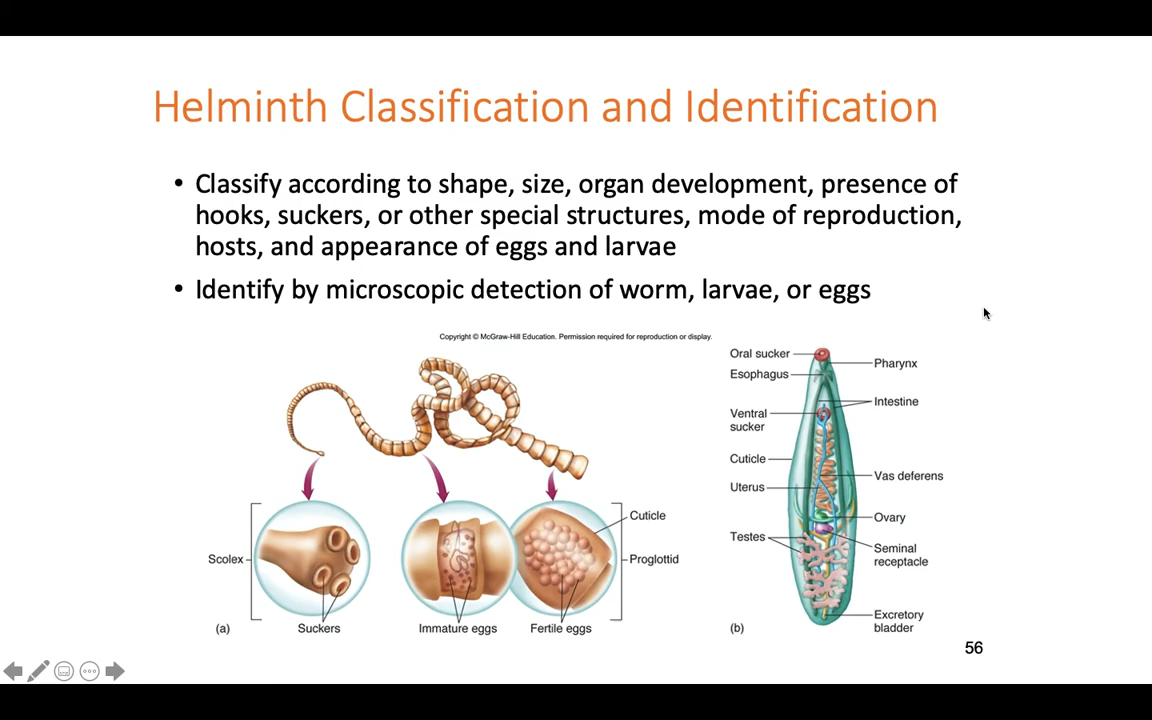 Helminth Classification and Identification
• Classify according to shape, size, organ development, presence of
hooks, suckers, or other special structures, mode of reproduction,
hosts, and appearance of eggs and larvae
• Identify by microscopic detection of worm, larvae, or eggs
Copyright © McGraw-Hill Education. Permission required for reproduction or display.
Scolex
Suckers
Immature eggs
Fertile eggs
Cuticle
Proglottid
(a)
Oral sucker
Esophagus
Ventral
sucker
Cuticle
Uterus
Testes
Pharynx
Intestine
Vas deferens
Ovary
Seminal
receptacle
Excretory
bladder
(b)
56